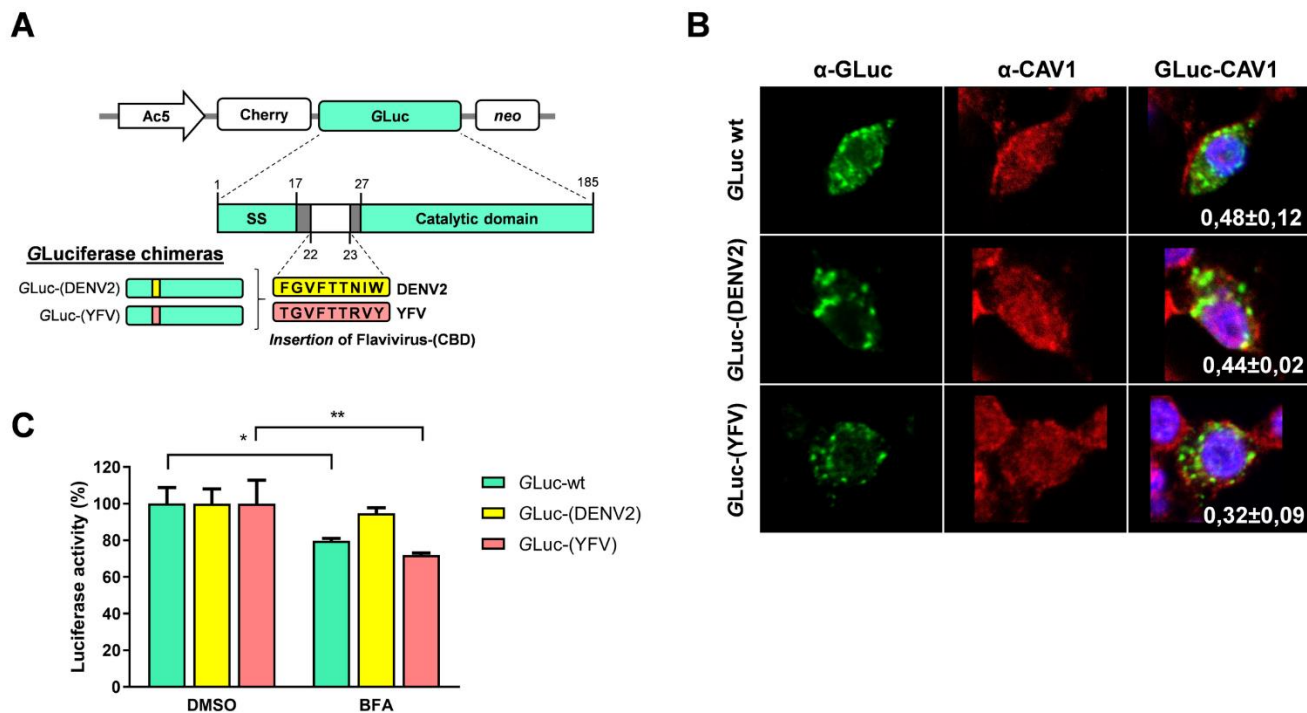 A
Ac5
Cherry
GLuc
neo
1
17
27
185
SS
Catalytic domain
22
23
GLuciferase chimeras
GLuc-(DENV2)
GLuc-(YFV)
FGVFTTNIW DENV2
TGVFTTRVY YFV
Insertion of Flavivirus-(CBD)
B
α-GLuc
α-CAV1
GLuc-CAV1
GLuc wt
0,48±0,12
GLuc-(DENV2)
0,44±0,02
GLuc-(YFV)
0,32±0,09
C
**
*
Luciferase activity (%)
120
100
80
60
40
20
0
DMSO
BFA
GLuc-wt
GLuc-(DENV2)
GLuc-(YFV)